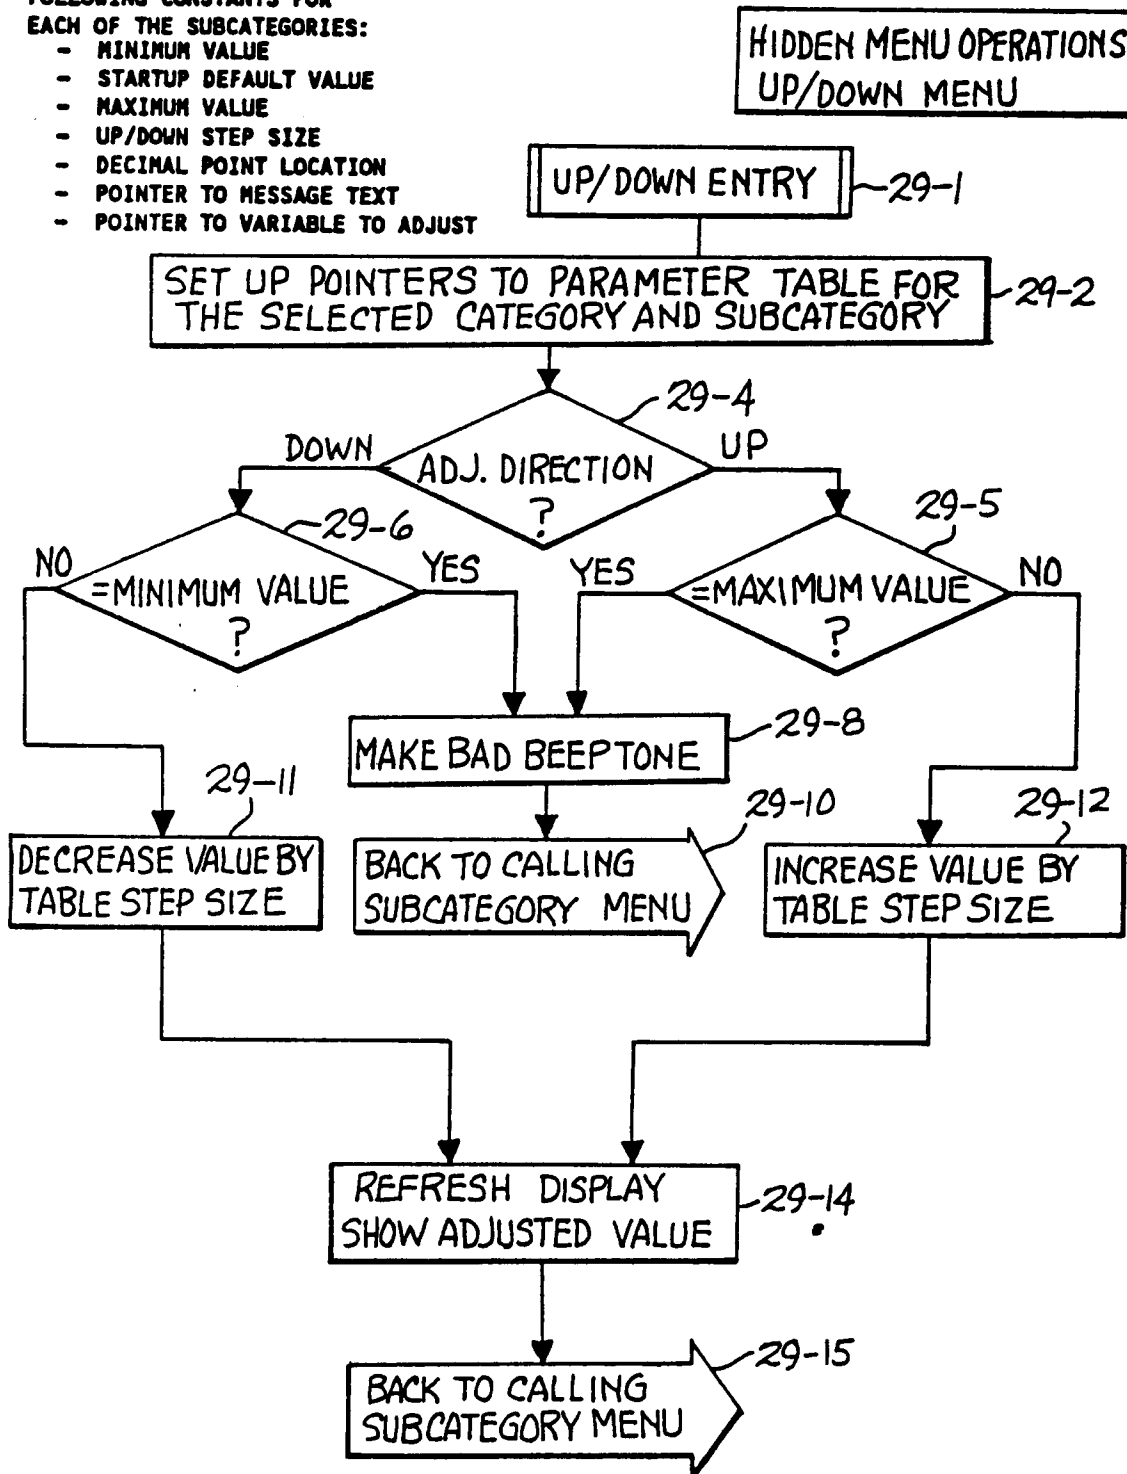 FOLLOWING CONSTANTS FOR
EACH OF THE SUBCATEGORIES:
- MINIMUM VALUE
- STARTUP DEFAULT VALUE
- MAXIMUM VALUE
- UP/DOWN STEP SIZE
- DECIMAL POINT LOCATION
- POINTER TO MESSAGE TEXT
- POINTER TO VARIABLE TO ADJUST
HIDDEN MENU OPERATIONS
UP/DOWN MENU
UP/DOWN ENTRY
29-1
SET UP POINTERS TO PARAMETER TABLE FOR
THE SELECTED CATEGORY AND SUBCATEGORY
29-2
29-4
DOWN
UP
ADJ. DIRECTION
?
29-6
29-5
NO
=MINIMUM VALUE
?
YES
YES
=MAXIMUM VALUE
?
NO
MAKE BAD BEEP TONE
29-8
29-11
29-10
29-12
DECREASE VALUE BY
TABLE STEP SIZE
BACK TO CALLING
SUBCATEGORY MENU
INCREASE VALUE BY
TABLE STEP SIZE
REFRESH DISPLAY
SHOW ADJUSTED VALUE
29-14
29-15
BACK TO CALLING
SUBCATEGORY MENU